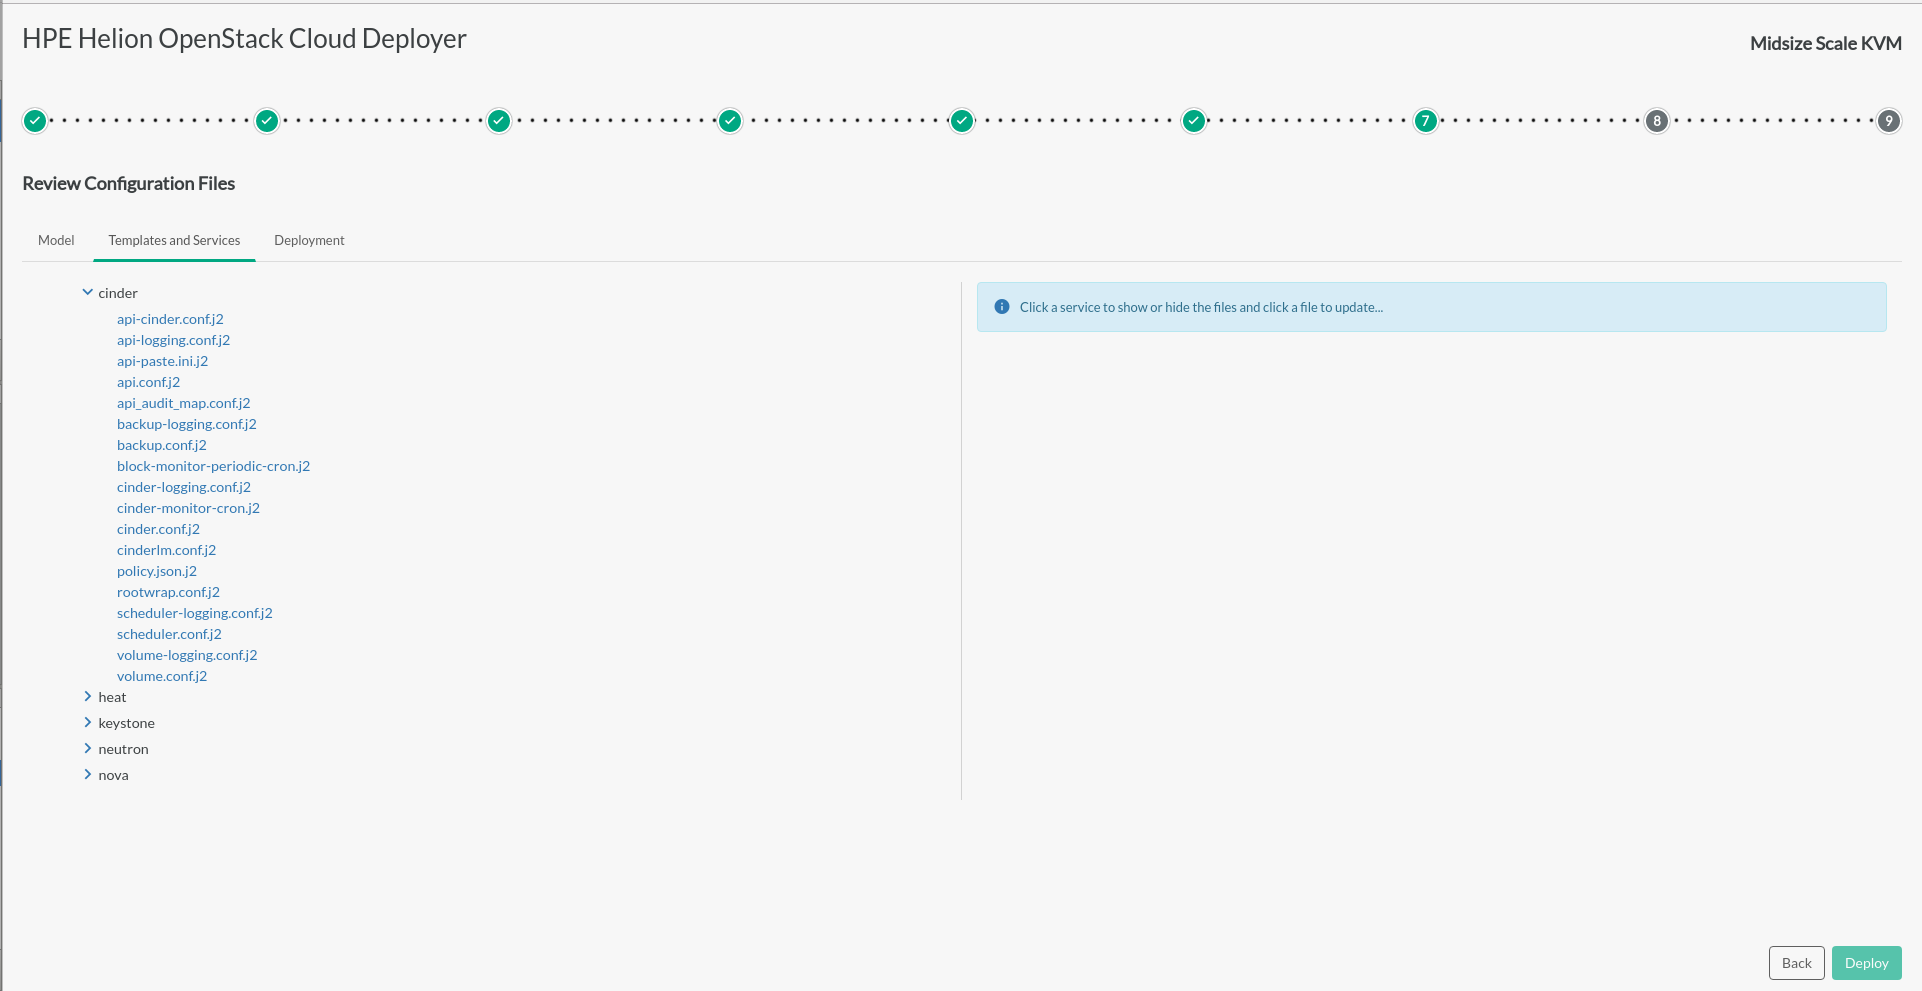 HPE Helion OpenStack Cloud Deployer
Midsize Scale KVM
7 8 9
Review Configuration Files
Model Templates and Services Deployment
cinder
api-cinder.conf.j2
api-logging.conf.j2
api-paste.ini.j2
api.conf.j2
api_audit_map.conf.j2
backup-logging.conf.j2
backup.conf.j2
block-monitor-periodic-cron.j2
cinder-logging.conf.j2
cinder-monitor-cron.j2
cinder.conf.j2
cinderlm.conf.j2
policy.json.j2
rootwrap.conf.j2
scheduler-logging.conf.j2
scheduler.conf.j2
volume-logging.conf.j2
volume.conf.j2
heat
keystone
neutron
nova
Click a service to show or hide the files and click a file to update...
Back Deploy